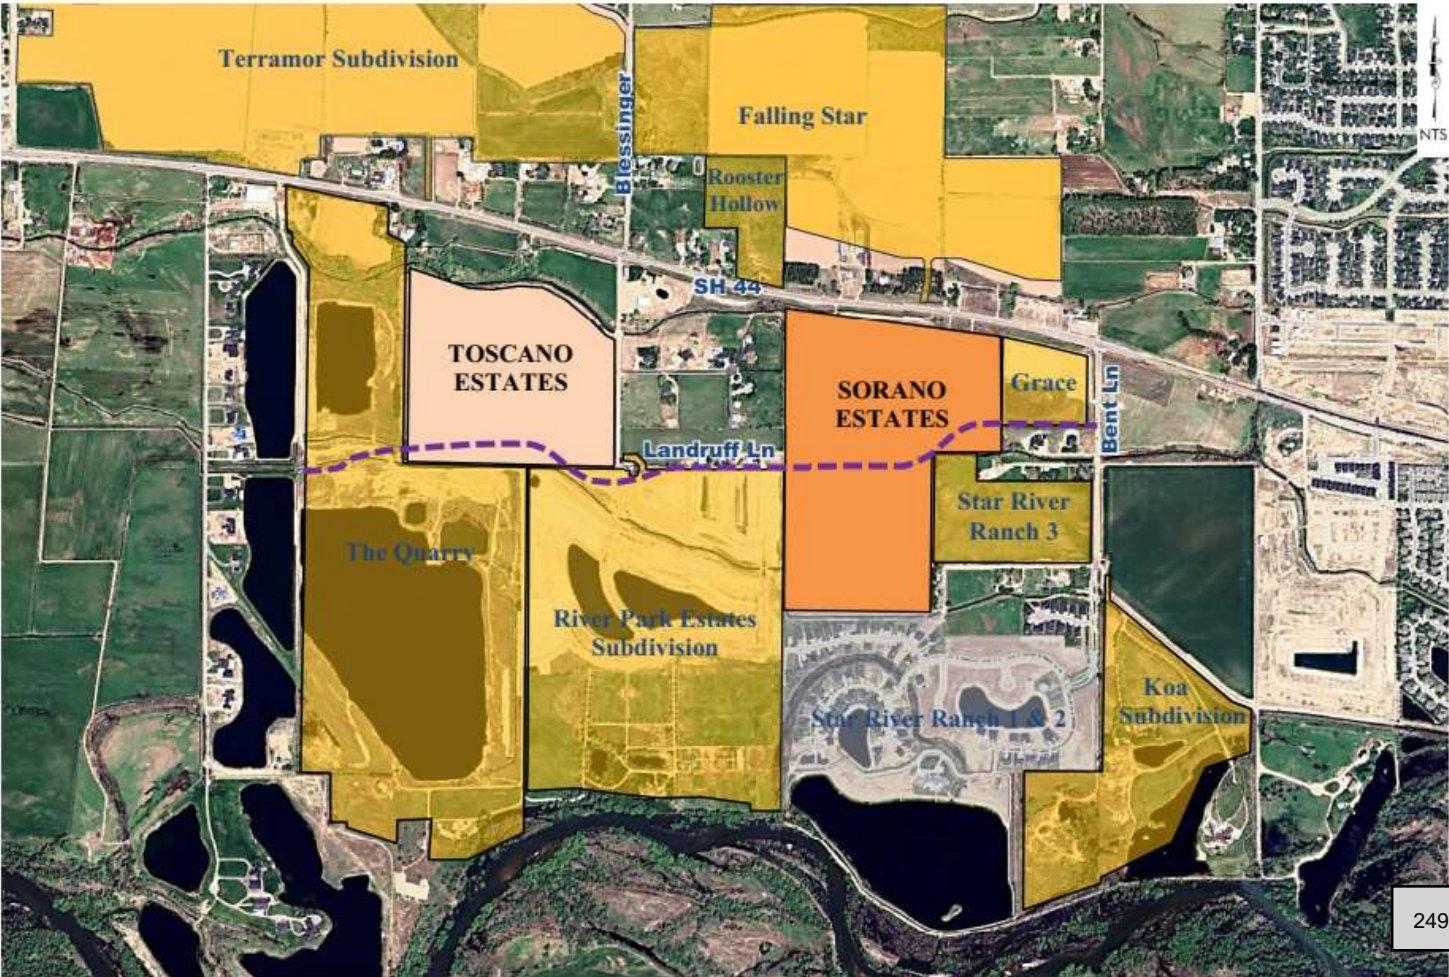 Terramor Subdivision
Blessinger
Falling Star
NTS
Rooster
Hollow
SH 44
TOSCANO
ESTATES
SORANO
ESTATES
Grace
Bent Ln
Landruff Ln
Star River
Ranch 3
The Quarry
River Park Estates
Subdivision
Koa
Subdivision
Star River Ranch 1 & 2
249